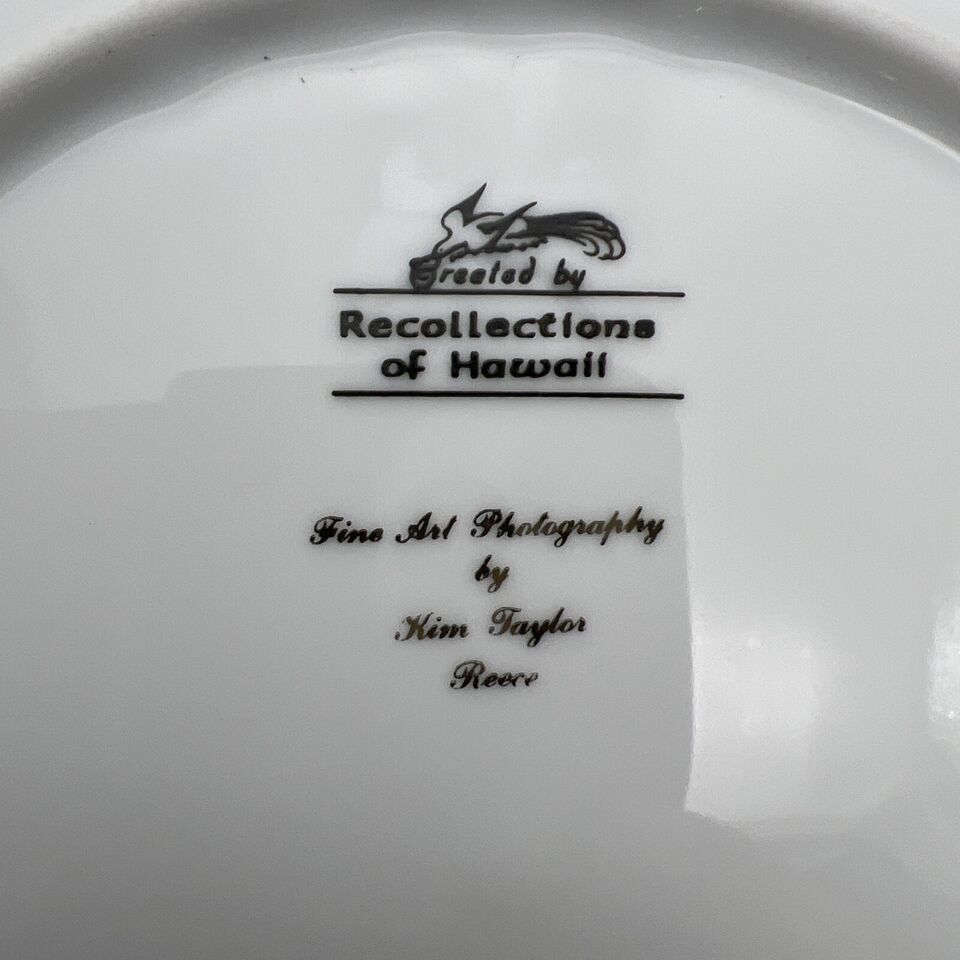 Created by
Recollections
of Hawaii
Fine Art Photography
by
Kim Taylor
Reece